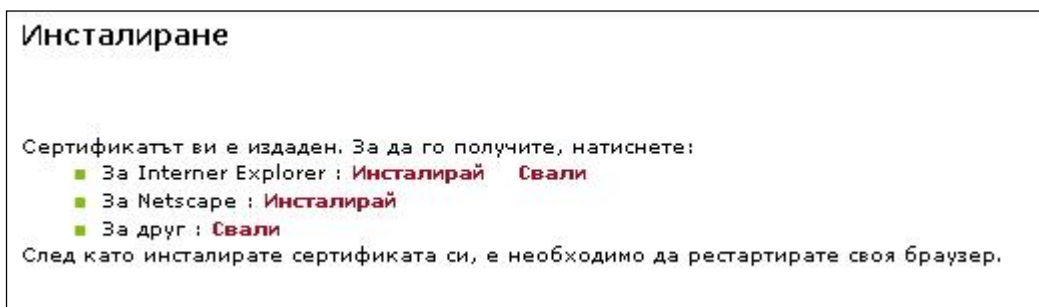 Инсталиране
Сертификатът ви е издаден. За да го получите, натиснете:
За Interner Explorer : Инсталирай Свали
За Netscape : Инсталирай
За друг : Свали
След като инсталирате сертификата си, е необходимо да рестартирате своя браузер.